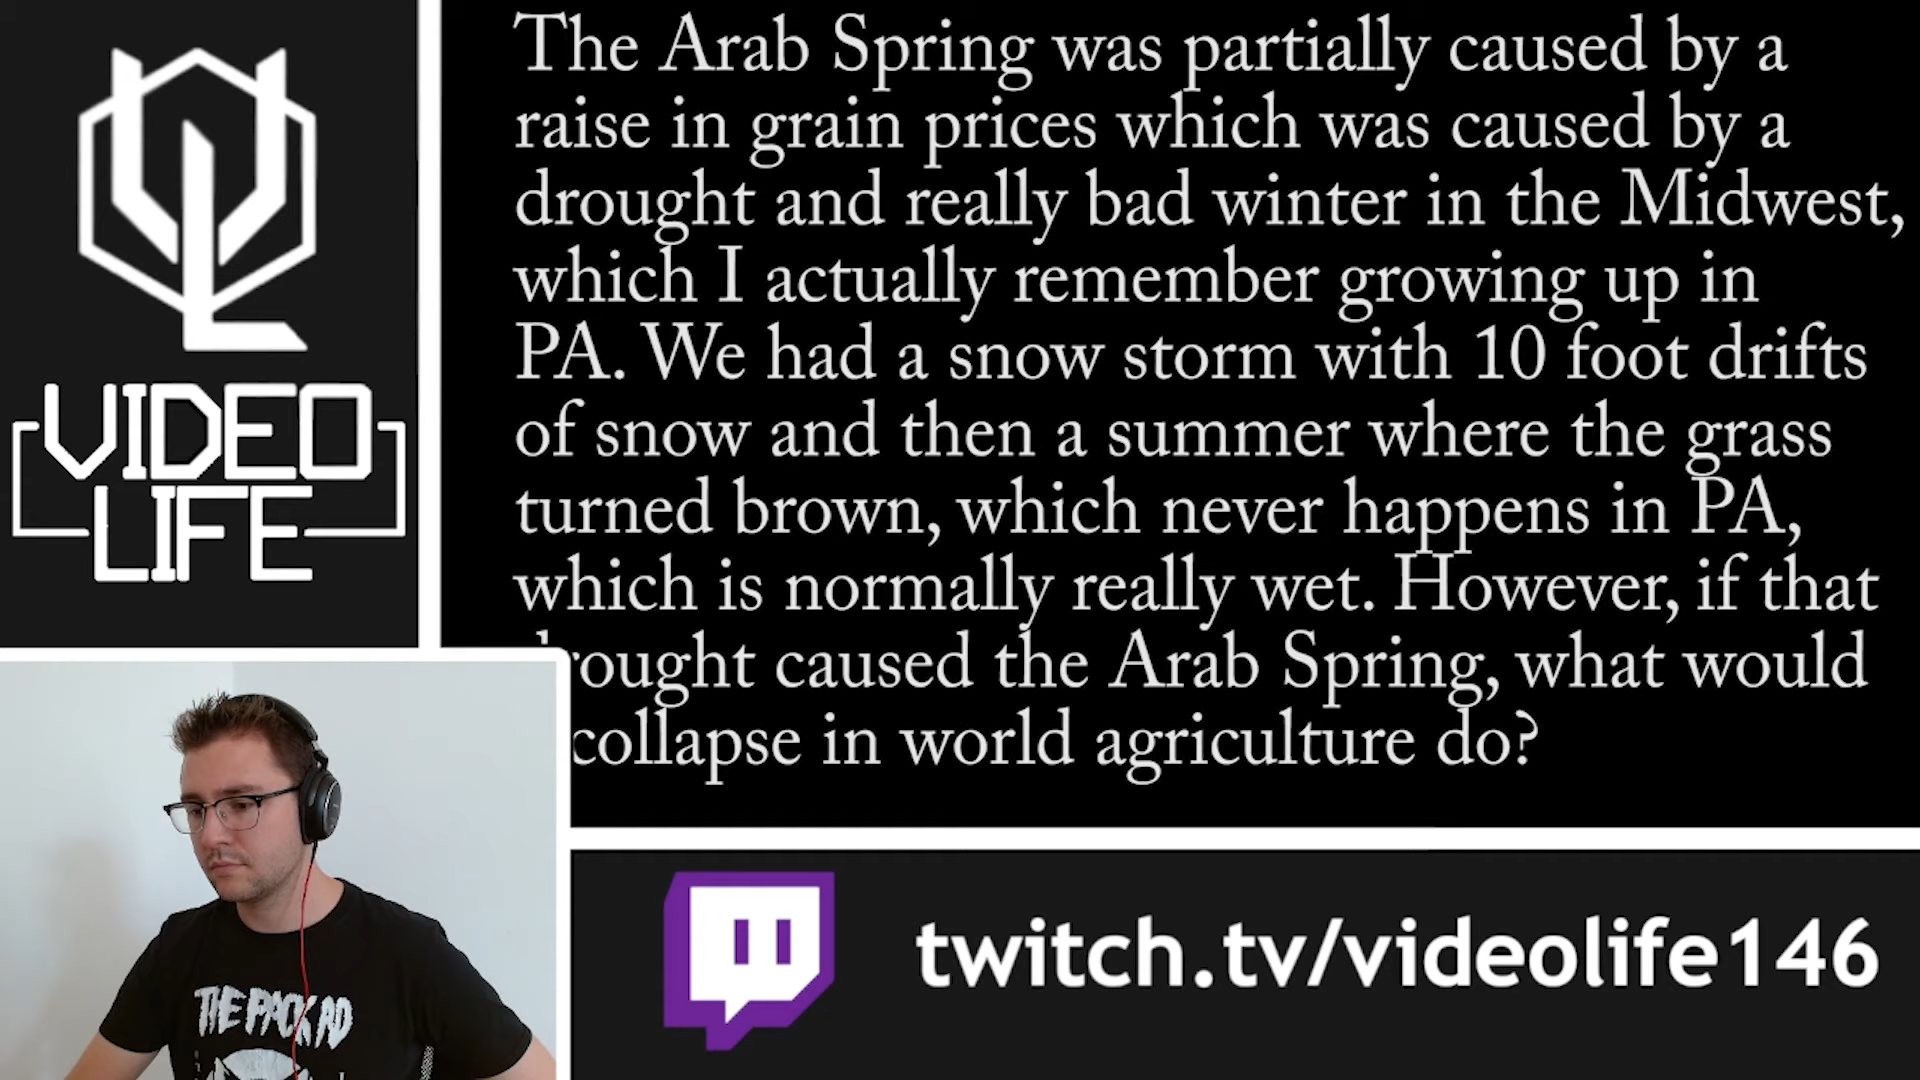 The Arab Spring was partially caused by a
raise in grain prices which was caused by a
drought and really bad winter in the Midwest,
which I actually remember growing up in
PA. We had a snow storm with 10 foot drifts
of snow and then a summer where the grass
turned brown, which never happens in PA,
which is normally really wet. However, if that
drought caused the Arab Spring, what would
collapse in world agriculture do?
VIDEO
LIFE
THE PACK AD
twitch.tv/videolife146